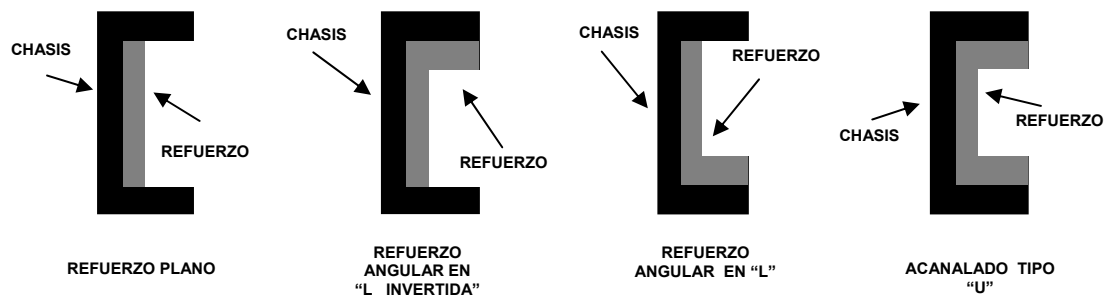 CHASIS
REFUERZO
REFUERZO PLANO
CHASIS
REFUERZO
REFUERZO
ANGULAR EN
“L INVERTIDA”
CHASIS
REFUERZO
REFUERZO
ANGULAR EN “L”
CHASIS
REFUERZO
ACANALADO TIPO
“U”